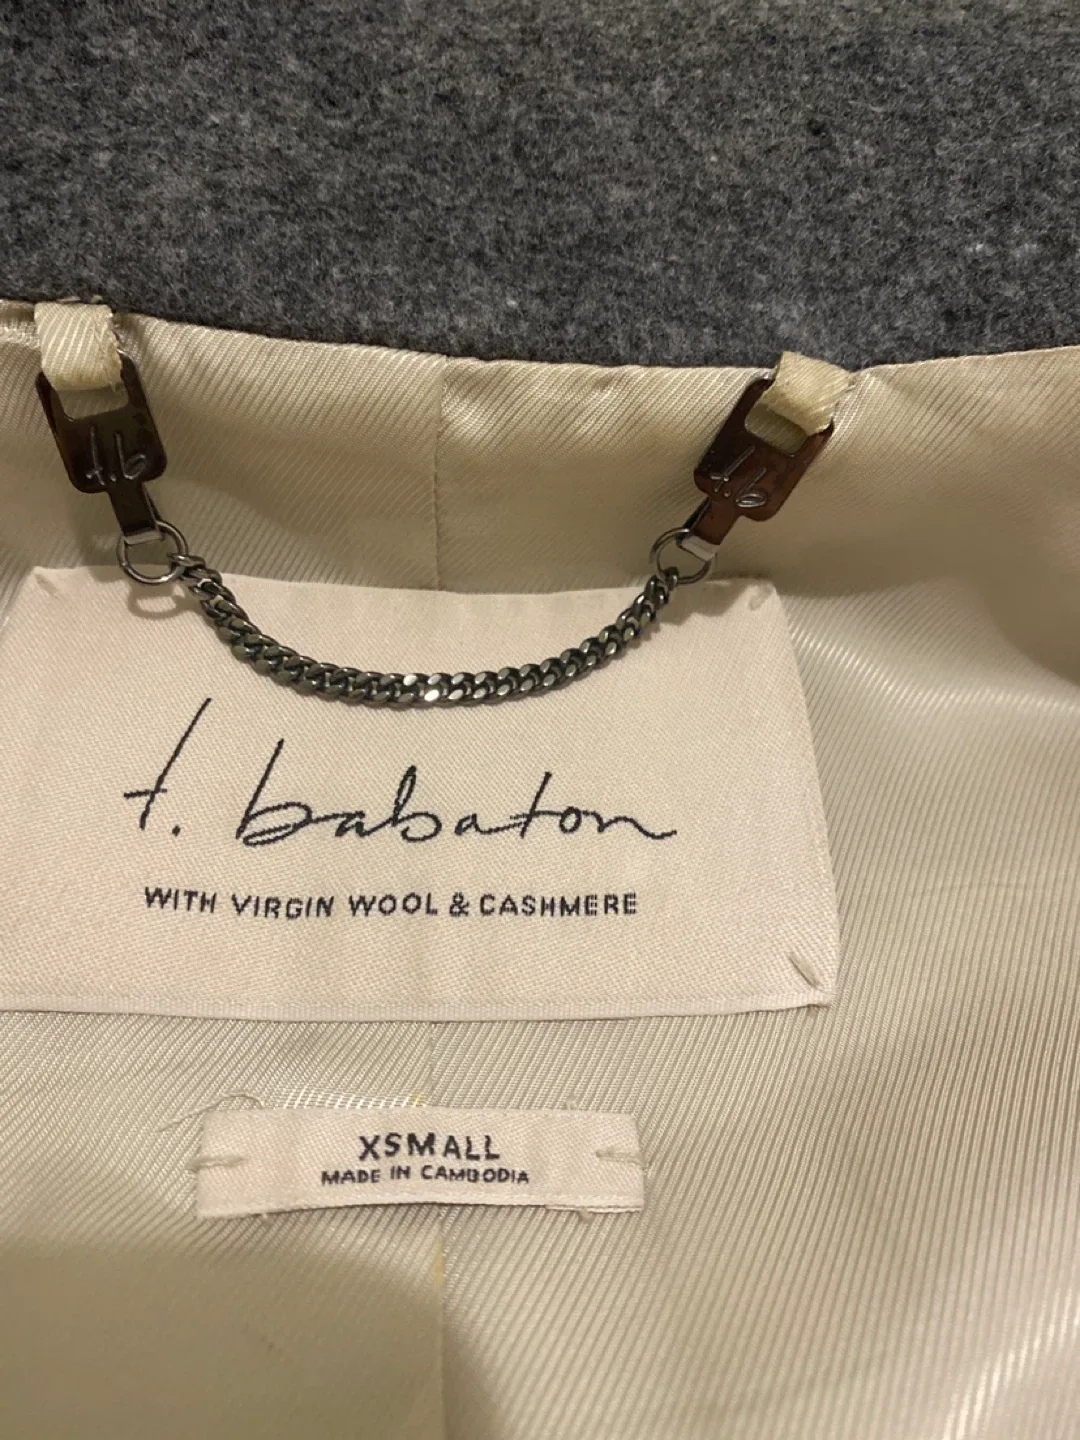 t.b
t.b
t. babaton
WITH VIRGIN WOOL & CASHMERE
XSMALL
MADE IN CAMBODIA